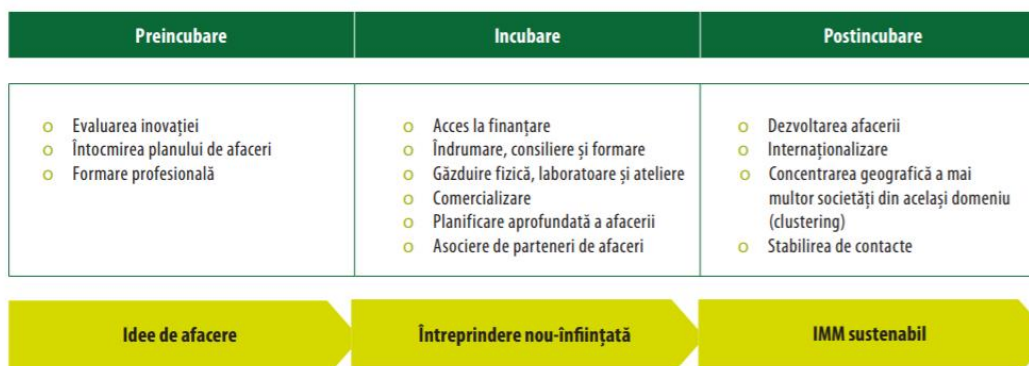 Preincubare
Incubare
Postincubare
o Evaluarea inovației
o Întocmirea planului de afaceri
o Formare profesională
o Acces la finanțare
o Îndrumare, consiliere și formare
o Găzduire fizică, laboratoare și ateliere
o Comercializare
o Planificare aprofundată a afacerii
o Asociere de parteneri de afaceri
o Dezvoltarea afacerii
o Internaționalizare
o Concentrarea geografică a mai
multor societăți din același domeniu
(clustering)
o Stabilirea de contacte
Idee de afacere
Întreprindere nou-înființată
IMM sustenabil